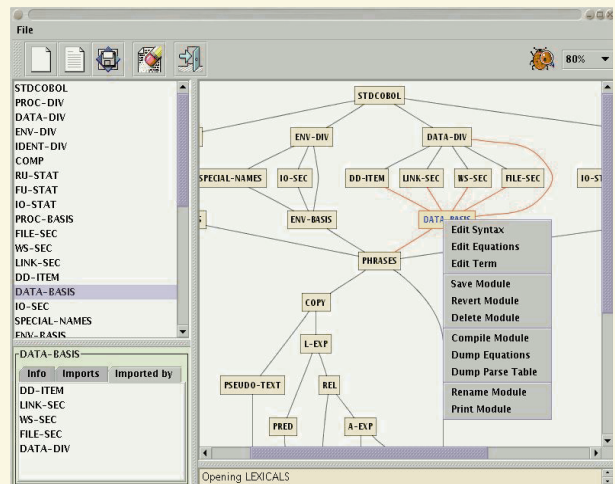 File
80%
STDCOBOL
PROC-DIV
DATA-DIV
ENV-DIV
IDENT-DIV
COMP
RU-STAT
FU-STAT
IO-STAT
PROC-BASIS
FILE-SEC
WS-SEC
LINK-SEC
DD-ITEM
DATA-BASIS
IO-SEC
SPECIAL-NAMES
ENV-BASIS
DATA-BASIS
Info Imports Imported by
DD-ITEM
LINK-SEC
WS-SEC
FILE-SEC
DATA-DIV
STDCOBOL
ENV-DIV DATA-DIV
SPECIAL-NAMES IO-SEC DD-ITEM LINK-SEC WS-SEC FILE-SEC IO-ST
ENV-BASIS DATA-BASIS
PHRASES
COPY
L-EXP
PSEUDO-TEXT REL
PRED A-EXP
Edit Syntax
Edit Equations
Edit Term
Save Module
Revert Module
Delete Module
Compile Module
Dump Equations
Dump Parse Table
Rename Module
Print Module
Opening LEXICALS